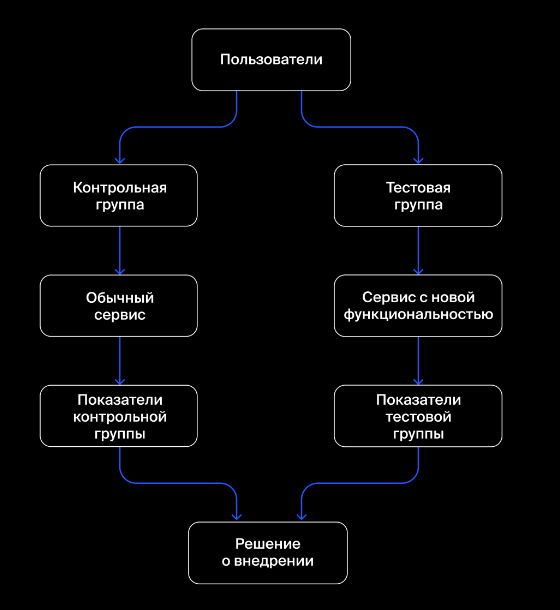 Пользователи
Контрольная
группа
Тестовая
группа
Обычный
сервис
Сервис с новой
функциональностью
Показатели
контрольной
группы
Показатели
тестовой
группы
Решение
о внедрении